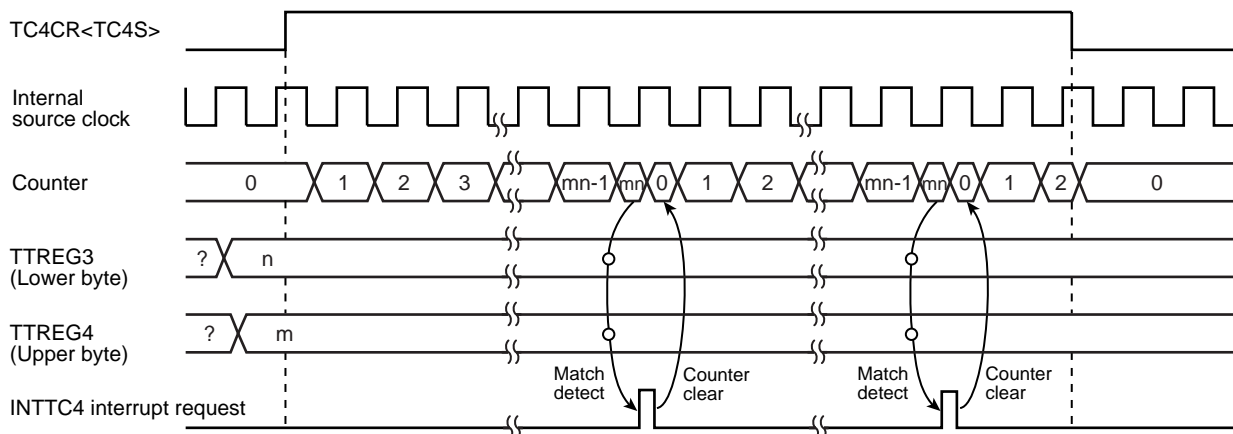 TC4CR<TC4S>
Internal
source clock
Counter
0 1 2 3 mn-1 mn 0 1 2 mn-1 mn 0 1 2 0
TTREG3
(Lower byte)
? n
TTREG4
(Upper byte)
? m
Match
detect
Counter
clear
Match
detect
Counter
clear
INTTC4 interrupt request